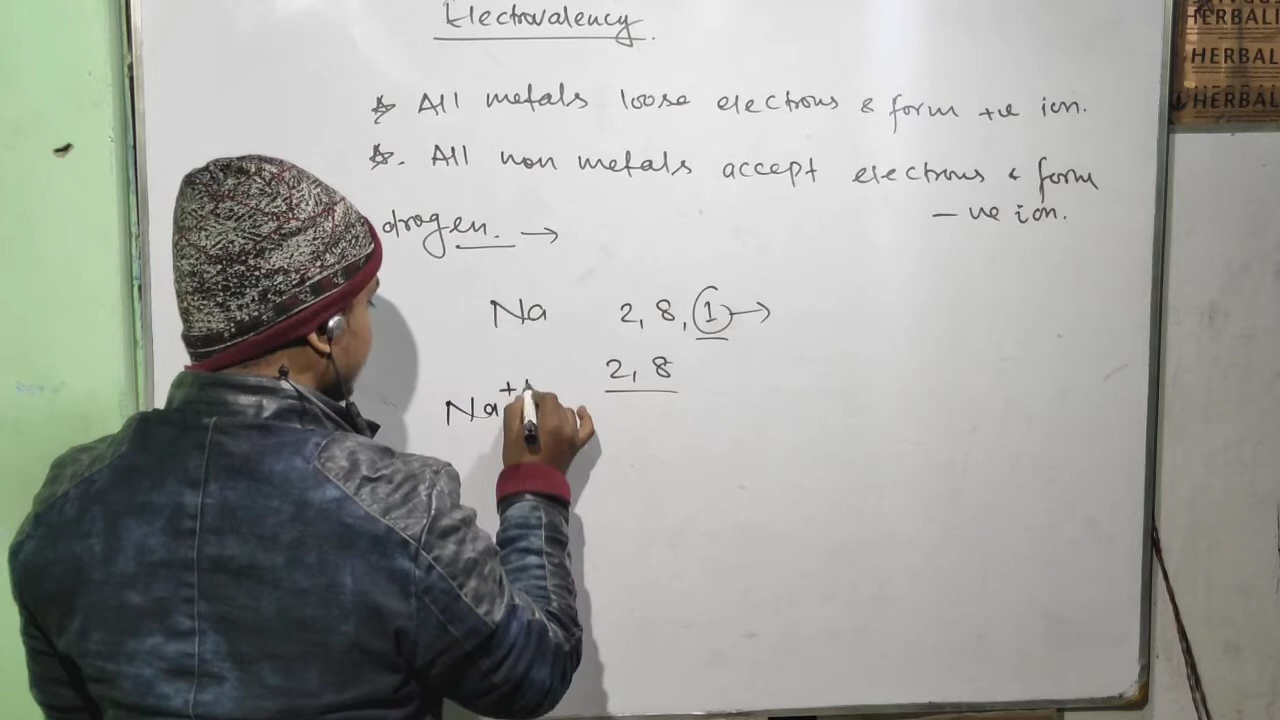 Electrovalency.
☆ All metals loose electrons & form +ve ion.
☆. All non metals accept electrons & form
-ve ion.
drogen. →
Na 2, 8, 1 →
2, 8
Na+
HERBAL
HERBAL
HERBAL